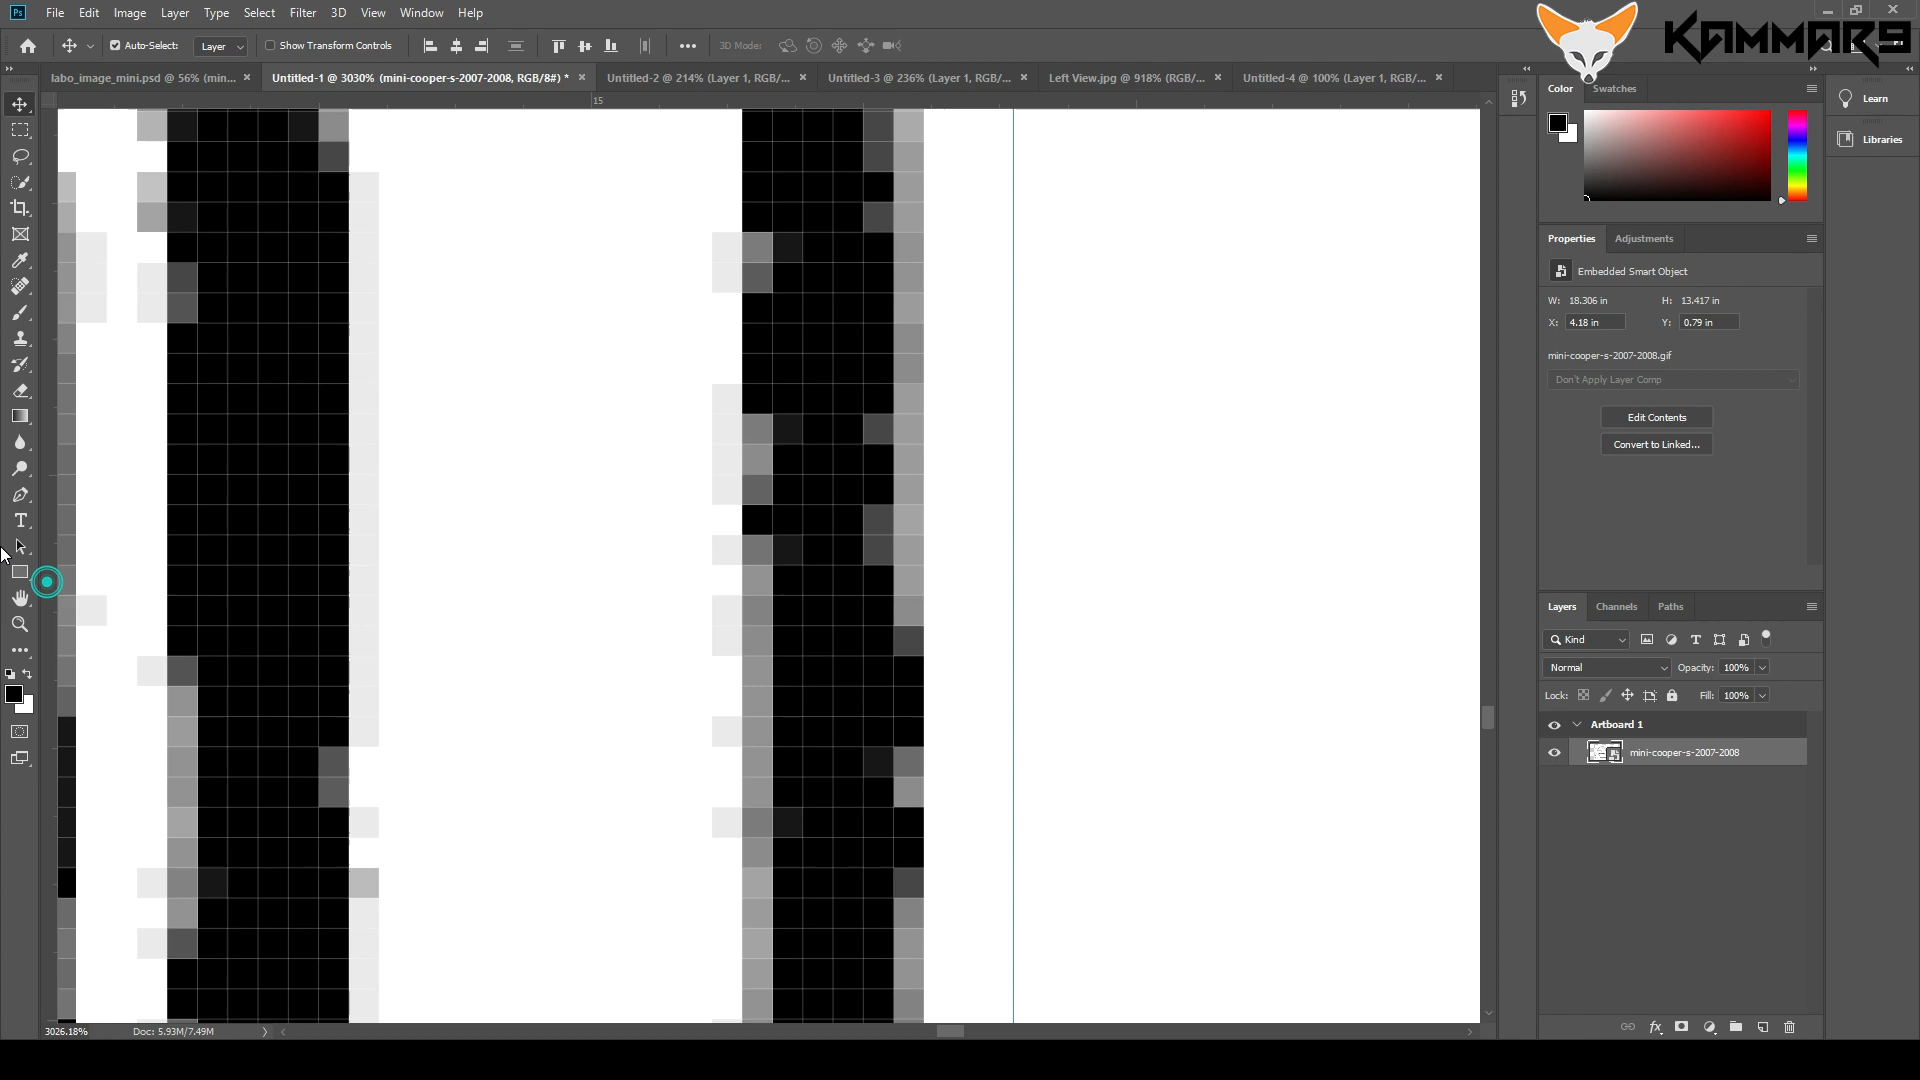 Ps File Edit Image Layer Type Select Filter 3D View Window Help
KAMMAR9
Auto-Select: Layer Show Transform Controls 3D Mode:
labo_image_mini.psd @ 56% (min... × Untitled-1 @ 3030% (mini-cooper-s-2007-2008, RGB/8#) * × Untitled-2 @ 214% (Layer 1, RGB/... × Untitled-3 @ 236% (Layer 1, RGB/... × Left View.jpg @ 918% (RGB/... × Untitled-4 @ 100% (Layer 1, RGB/... ×
15
Color Swatches
Learn
Libraries
Properties Adjustments
Embedded Smart Object
W: 18.306 in H: 13.417 in
X: 4.18 in Y: 0.79 in
mini-cooper-s-2007-2008.gif
Don't Apply Layer Comp
Edit Contents
Convert to Linked...
Layers Channels Paths
Kind
Normal Opacity: 100%
Lock: Fill: 100%
Artboard 1
mini-cooper-s-2007-2008
fx
3026.18% Doc: 5.93M/7.49M